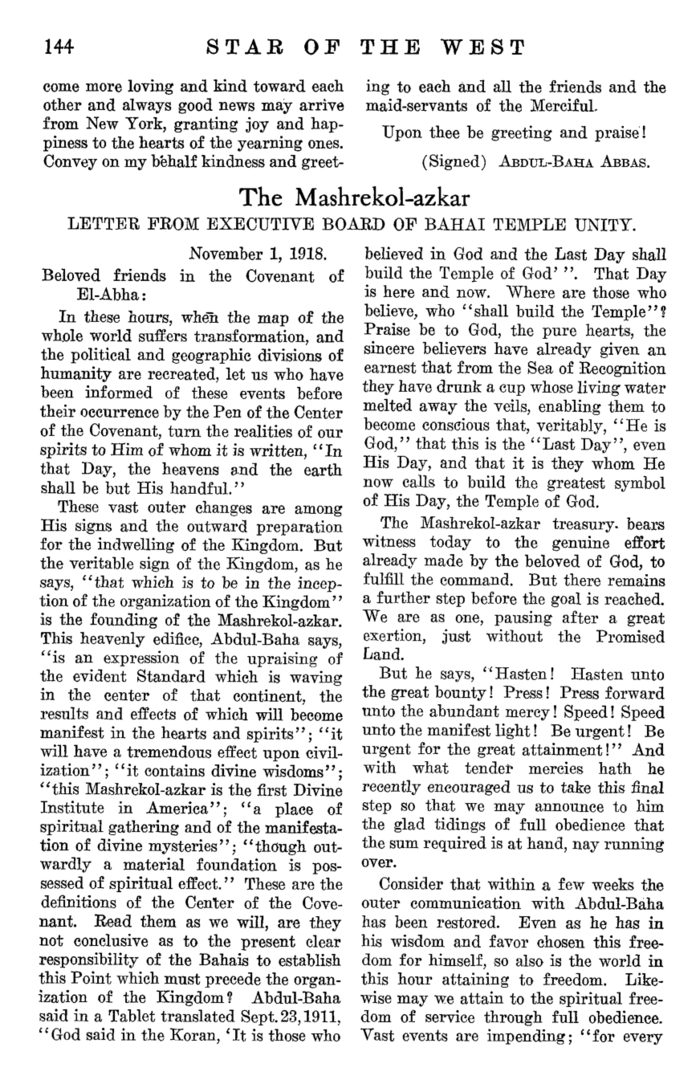 144 STAR OF THE WEST
come more loving and kind toward each
other and always good news may arrive
from New York, granting joy and hap-
piness to the hearts of the yearning ones.
Convey on my behalf kindness and greet-
ing to each and all the friends and the
maid-servants of the Merciful.
Upon thee be greeting and praise!
(Signed) ABDUL-BAHA ABBAS.
The Mashrekol-azkar
LETTER FROM EXECUTIVE BOARD OF BAHAI TEMPLE UNITY.
November 1, 1918.
Beloved friends in the Covenant of
El-Abha:
In these hours, when the map of the
whole world suffers transformation, and
the political and geographic divisions of
humanity are recreated, let us who have
been informed of these events before
their occurrence by the Pen of the Center
of the Covenant, turn the realities of our
spirits to Him of whom it is written, "In
that Day, the heavens and the earth
shall be but His handful."
These vast outer changes are among
His signs and the outward preparation
for the indwelling of the Kingdom. But
the veritable sign of the Kingdom, as he
says, "that which is to be in the incep-
tion of the organization of the Kingdom"
is the founding of the Mashrekol-azkar.
This heavenly edifice, Abdul-Baha says,
"is an expression of the upraising of
the evident Standard which is waving
in the center of that continent, the
results and effects of which will become
manifest in the hearts and spirits"; "it
will have a tremendous effect upon civil-
ization"; "it contains divine wisdoms";
"this Mashrekol-azkar is the first Divine
Institute in America"; "a place of
spiritual gathering and of the manifesta-
tion of divine mysteries"; "though out-
wardly a material foundation is pos-
sessed of spiritual effect." These are the
definitions of the Center of the Cove-
nant. Read them as we will, are they
not conclusive as to the present clear
responsibility of the Bahais to establish
this Point which must precede the organ-
ization of the Kingdom? Abdul-Baha
said in a Tablet translated Sept. 23, 1911,
"God said in the Koran, 'It is those who
believed in God and the Last Day shall
build the Temple of God' ". That Day
is here and now. Where are those who
believe, who "shall build the Temple"?
Praise be to God, the pure hearts, the
sincere believers have already given an
earnest that from the Sea of Recognition
they have drunk a cup whose living water
melted away the veils, enabling them to
become conscious that, veritably, "He is
God," that this is the "Last Day", even
His Day, and that it is they whom He
now calls to build the greatest symbol
of His Day, the Temple of God.
The Mashrekol-azkar treasury. bears
witness today to the genuine effort
already made by the beloved of God, to
fulfill the command. But there remains
a further step before the goal is reached.
We are as one, pausing after a great
exertion, just without the Promised
Land.
But he says, "Hasten! Hasten unto
the great bounty! Press! Press forward
unto the abundant mercy! Speed! Speed
unto the manifest light! Be urgent! Be
urgent for the great attainment!" And
with what tender mercies hath he
recently encouraged us to take this final
step so that we may announce to him
the glad tidings of full obedience that
the sum required is at hand, nay running
over.
Consider that within a few weeks the
outer communication with Abdul-Baha
has been restored. Even as he has in
his wisdom and favor chosen this free-
dom for himself, so also is the world in
this hour attaining to freedom. Like-
wise may we attain to the spiritual free-
dom of service through full obedience.
Vast events are impending; "for every